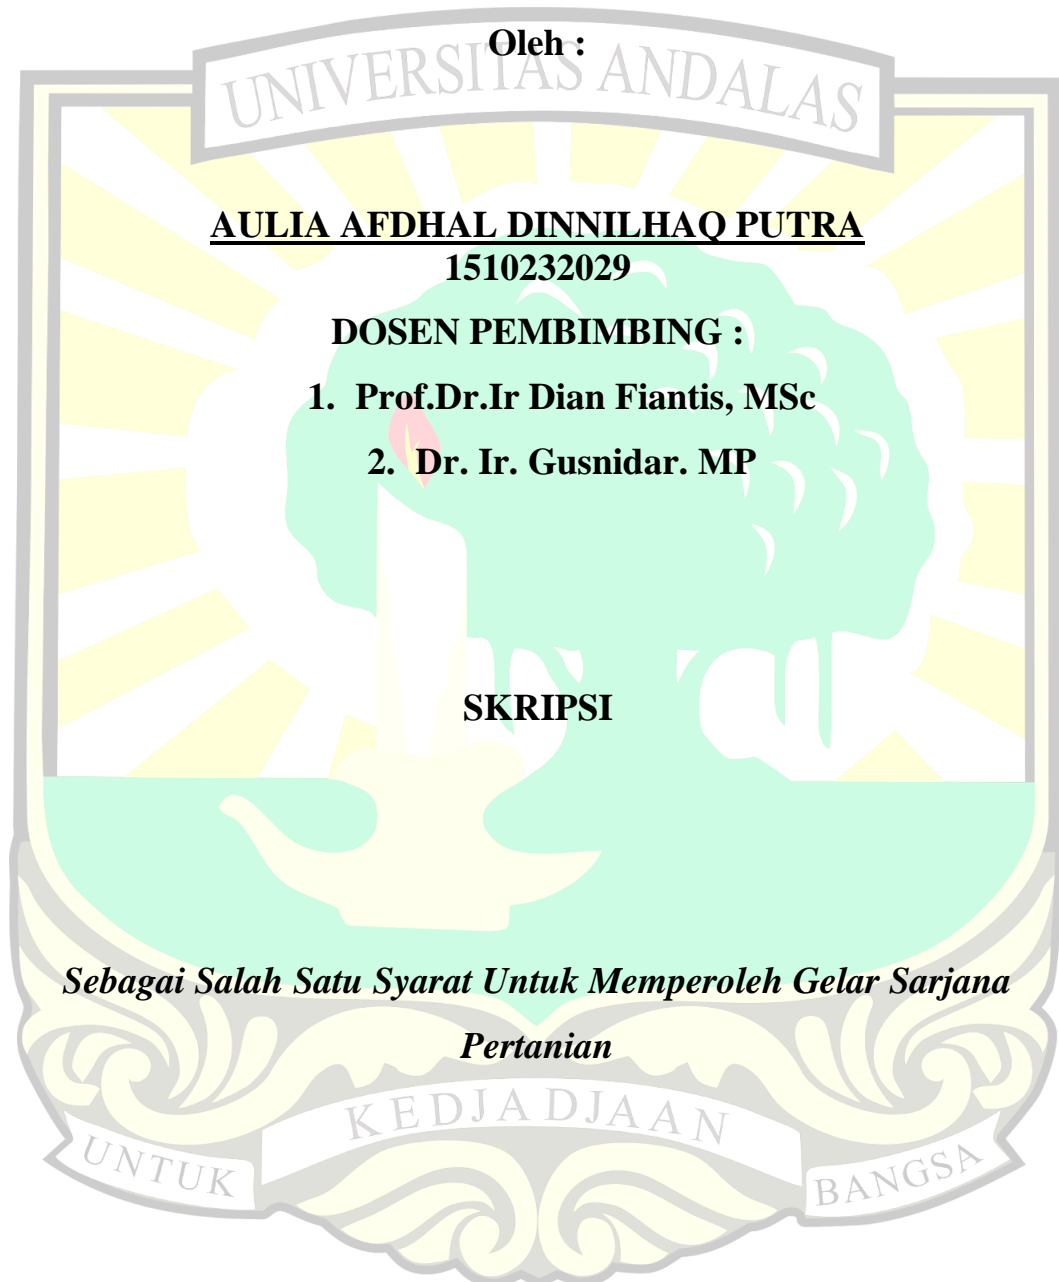 Oleh :
UNIVERSITAS ANDALAS
AULIA AFDHAL DINNILHAQ PUTRA
1510232029
DOSEN PEMBIMBING :
1. Prof.Dr.Ir Dian Fiantis, MSc
2. Dr. Ir. Gusnidar. MP
SKRIPSI
Sebagai Salah Satu Syarat Untuk Memperoleh Gelar Sarjana
Pertanian
KEDJADJAAN
UNTUK
BANGSA